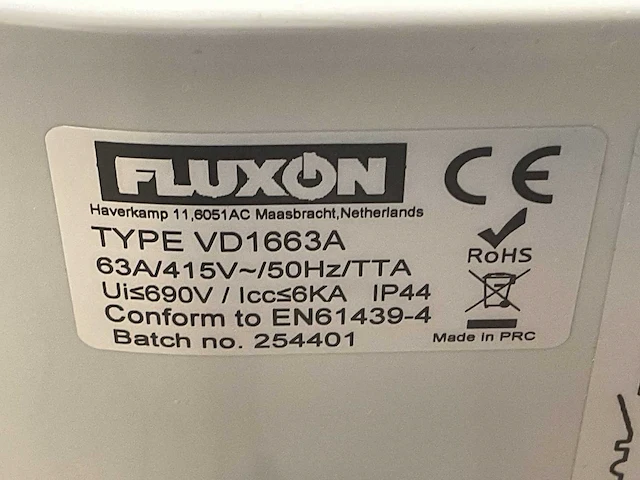 FLUXON
CE
Haverkamp 11,6051AC Maasbracht,Netherlands
TYPE VD1663A
RoHS
63A/415V~/50Hz/TTA
Ui≤690V / Icc≤6KA IP44
Conform to EN61439-4
Batch no. 254401
Made In PRC